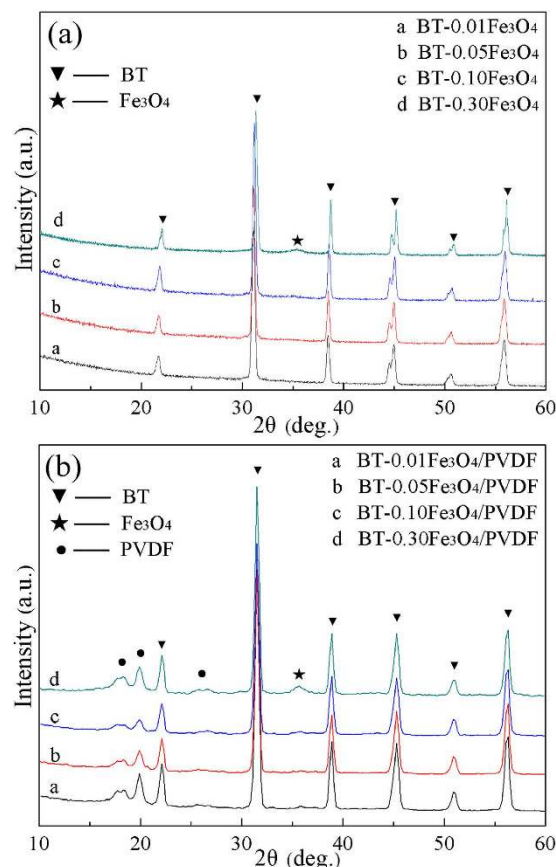 (a)
▼ — BT
★ — Fe₃O₄
a BT-0.01Fe₃O₄
b BT-0.05Fe₃O₄
c BT-0.10Fe₃O₄
d BT-0.30Fe₃O₄
Intensity (a.u.)
d
c
b
a
10 20 30 40 50 60
2θ (deg.)
(b)
▼ — BT
★ — Fe₃O₄
● — PVDF
a BT-0.01Fe₃O₄/PVDF
b BT-0.05Fe₃O₄/PVDF
c BT-0.10Fe₃O₄/PVDF
d BT-0.30Fe₃O₄/PVDF
Intensity (a.u.)
d
c
b
a
10 20 30 40 50 60
2θ (deg.)